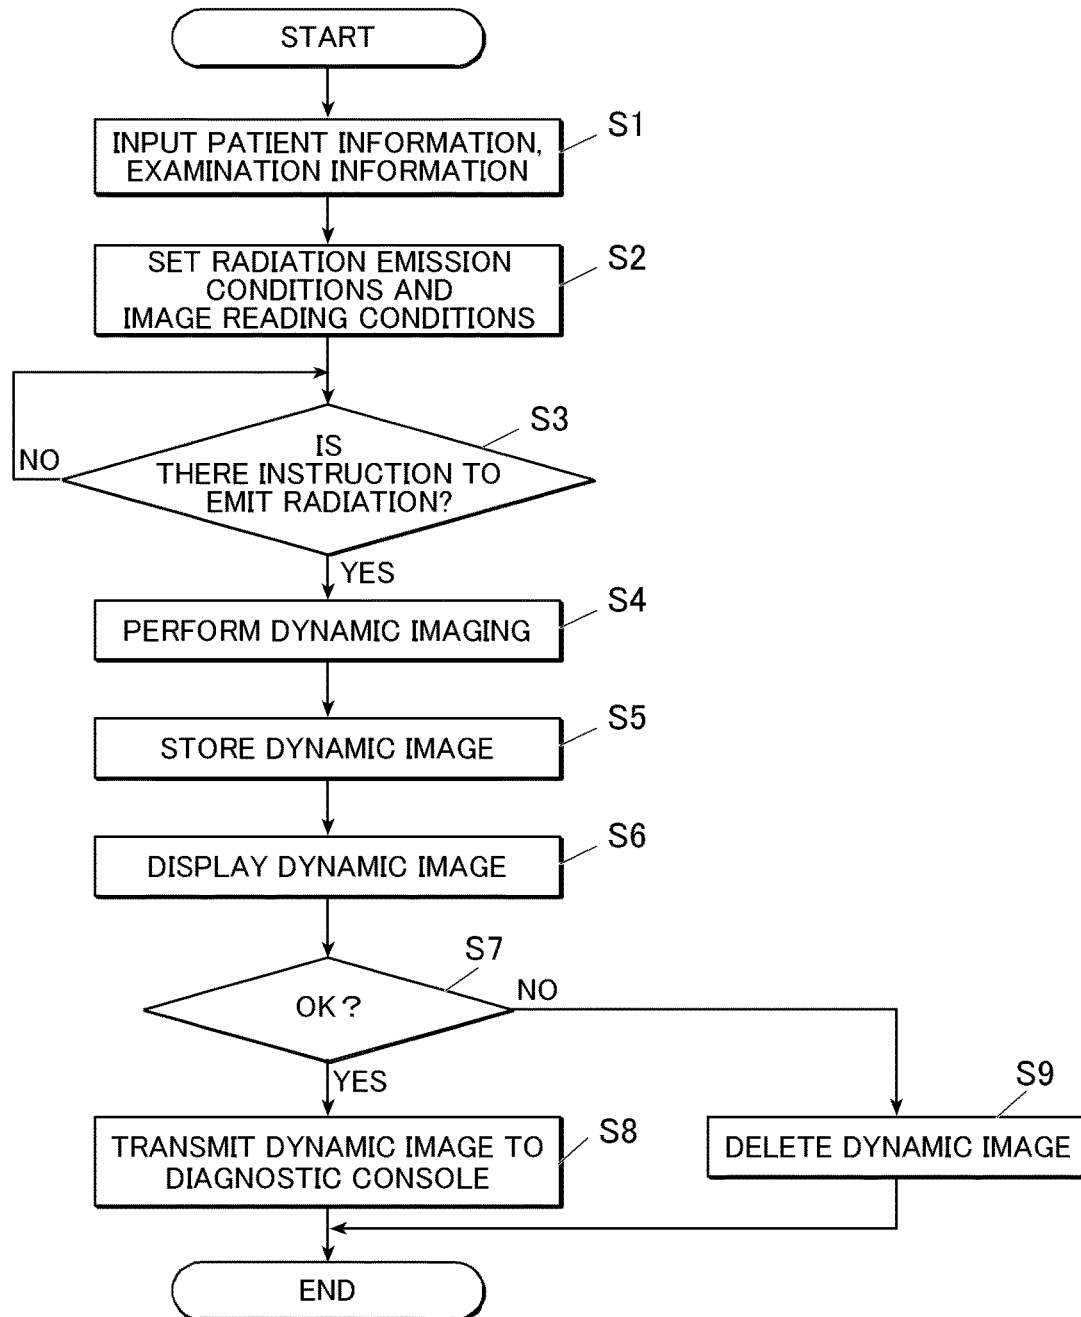 START
S1
INPUT PATIENT INFORMATION,
EXAMINATION INFORMATION
S2
SET RADIATION EMISSION
CONDITIONS AND
IMAGE READING CONDITIONS
S3
IS
THERE INSTRUCTION TO
EMIT RADIATION?
NO
YES
S4
PERFORM DYNAMIC IMAGING
S5
STORE DYNAMIC IMAGE
S6
DISPLAY DYNAMIC IMAGE
S7
OK?
NO
YES
S8
TRANSMIT DYNAMIC IMAGE TO
DIAGNOSTIC CONSOLE
S9
DELETE DYNAMIC IMAGE
END